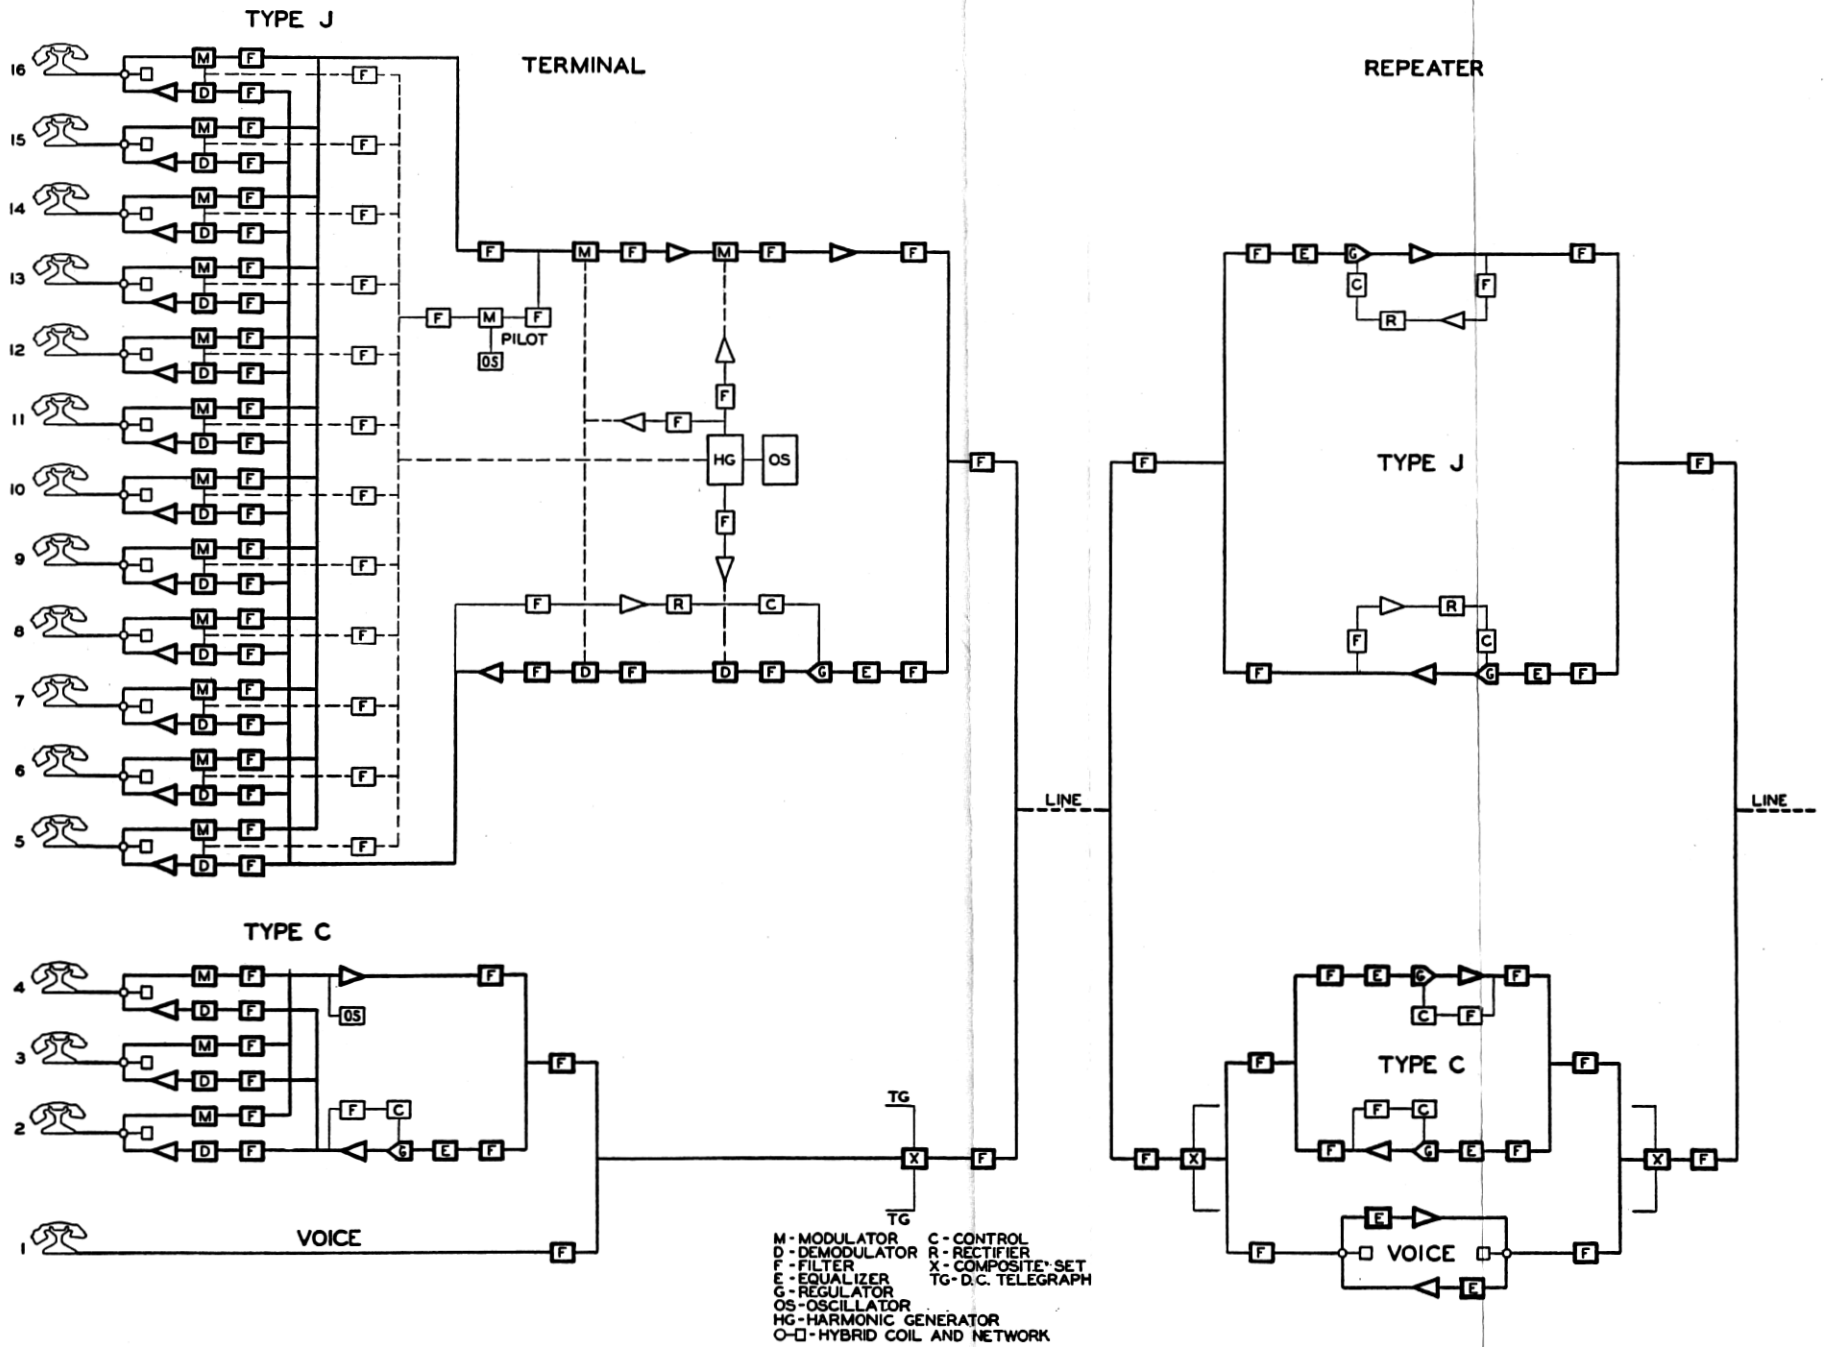 TYPE J
TERMINAL
REPEATER
16 M F
F
D F
15 M F
F
D F
14 M F
F
D F
13 M F
F
D F
12 M F
F
D F
11 M F
F
D F
10 M F
F
D F
9 M F
F
D F
8 M F
F
D F
7 M F
F
D F
6 M F
F
D F
5 M F
F
D F
F M F M F F
F M F
PILOT
OS
F
F
HG OS
F
F R C
F D F D F G E F
F
LINE
F E G F
C F
R
F TYPE J F
R
F C
F G E F
LINE
TYPE C
4 M F F
D F OS
3 M F
D F
F
2 M F F C
D F G E F
TG
X F
TG
1 VOICE F
F E G F
C F
F TYPE C F
F C
F G E F
F X X F
E
F VOICE F
E
M - MODULATOR C - CONTROL
D - DEMODULATOR R - RECTIFIER
F - FILTER X - COMPOSITE SET
E - EQUALIZER TG - D.C. TELEGRAPH
G - REGULATOR
OS - OSCILLATOR
HG - HARMONIC GENERATOR
O-□ - HYBRID COIL AND NETWORK